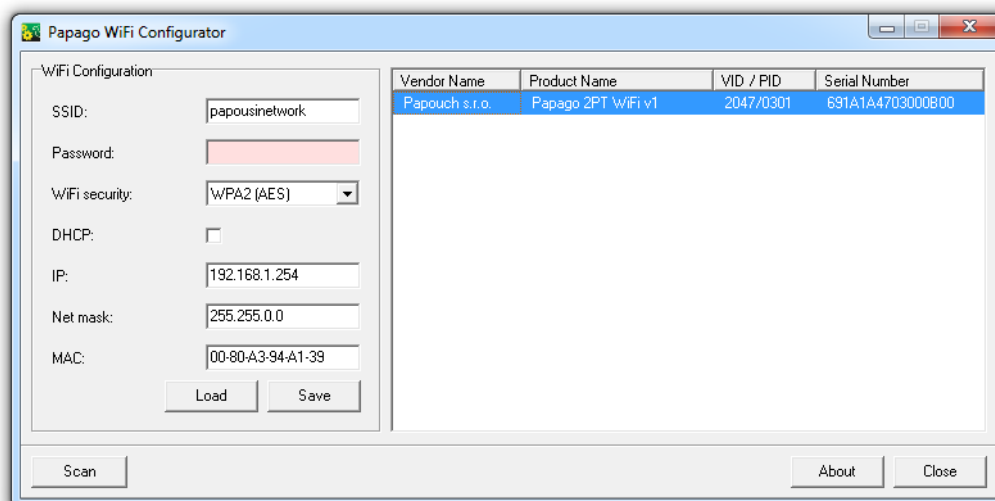 Papago WiFi Configurator
WiFi Configuration
SSID: papousinetwork
Password:
WiFi security: WPA2 (AES)
DHCP:
IP: 192.168.1.254
Net mask: 255.255.0.0
MAC: 00-80-A3-94-A1-39
Load Save
Vendor Name Product Name VID / PID Serial Number
Papouch s.r.o. Papago 2PT WiFi v1 2047/0301 691A1A4703000B00
Scan About Close